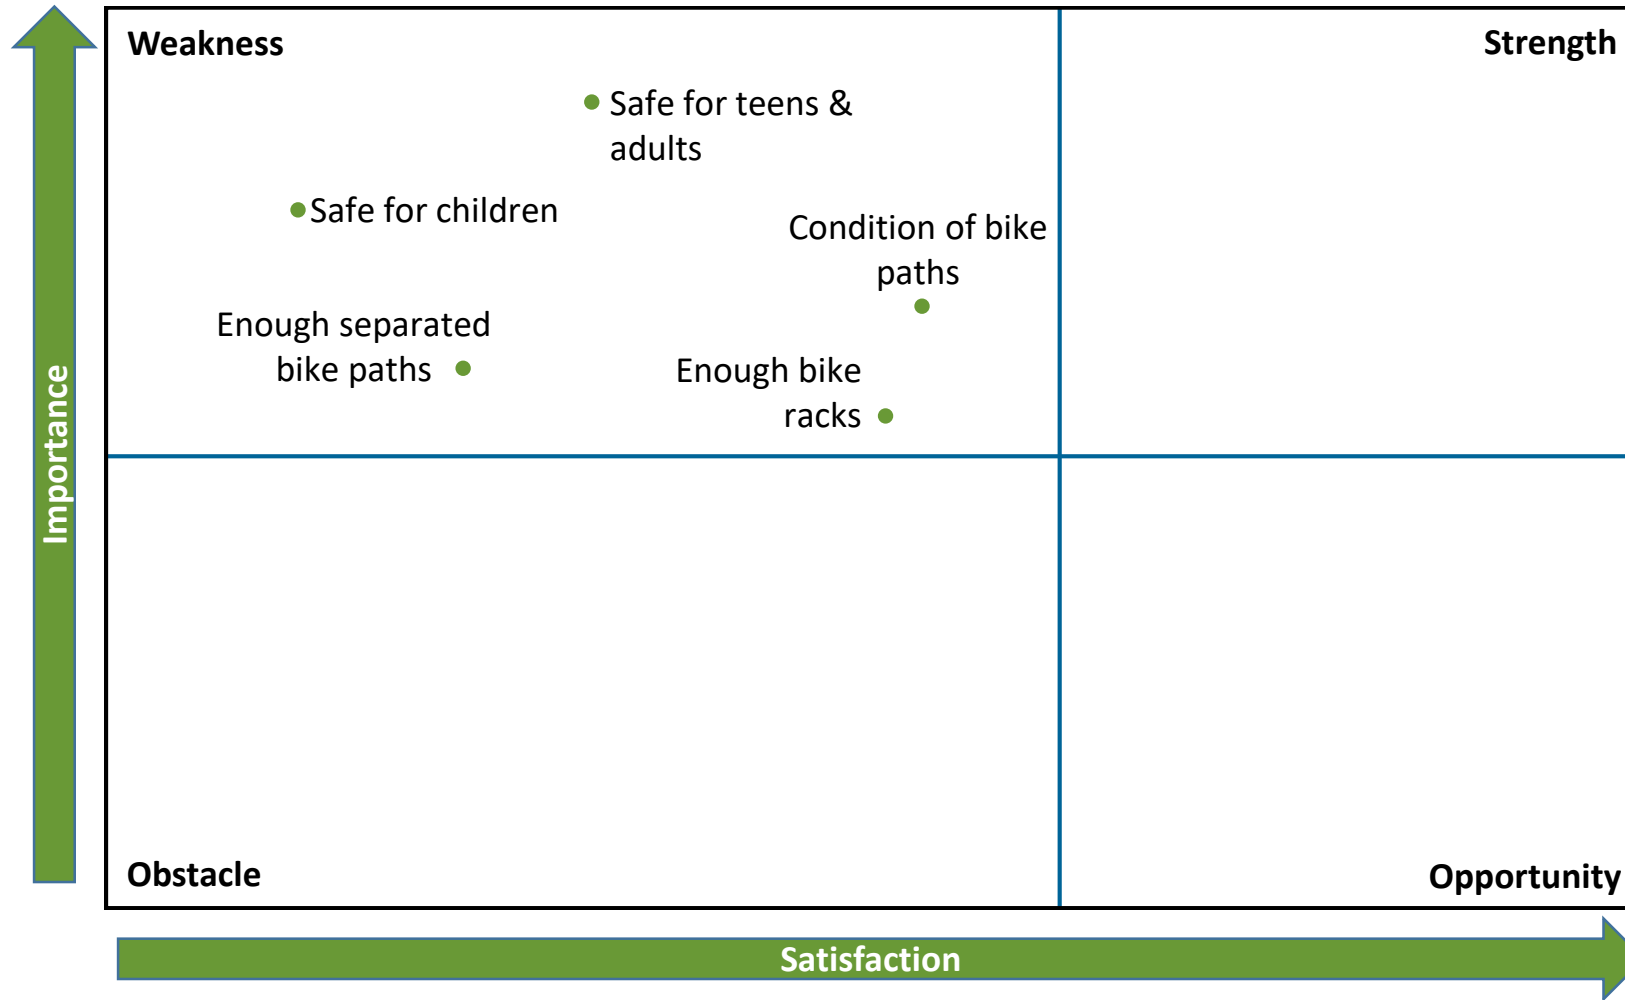 Weakness
Strength
Safe for teens &
adults
Safe for children
Condition of bike
paths
Enough separated
bike paths
Enough bike
racks
Importance
Obstacle
Opportunity
Satisfaction